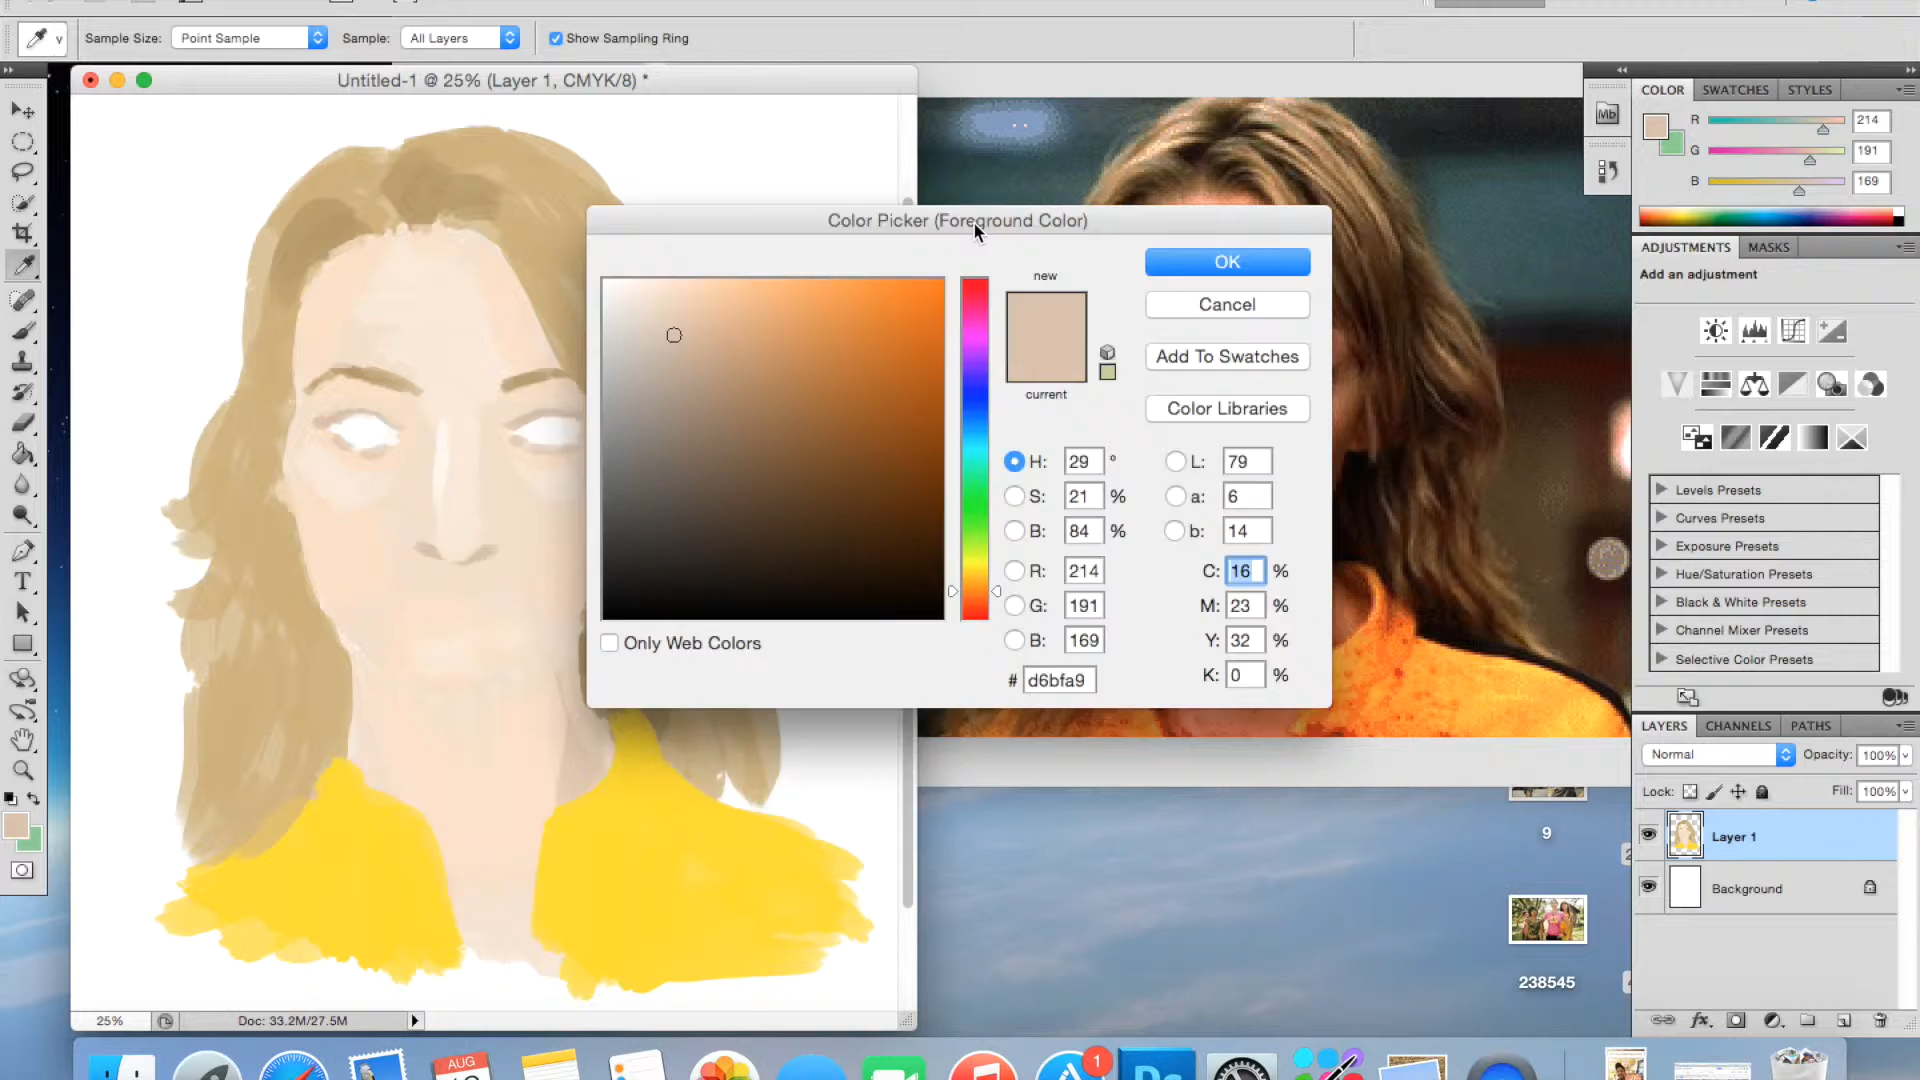 Sample Size: Point Sample Sample: All Layers Show Sampling Ring
Untitled-1 @ 25% (Layer 1, CMYK/8) *
Color Picker (Foreground Color)
new
current
OK
Cancel
Add To Swatches
Color Libraries
H: 29 °
S: 21 %
B: 84 %
R: 214
G: 191
B: 169
# d6bfa9
L: 79
a: 6
b: 14
C: 16 %
M: 23 %
Y: 32 %
K: 0 %
Only Web Colors
25% Doc: 33.2M/27.5M
9
238545
Mb
COLOR SWATCHES STYLES
R 214
G 191
B 169
ADJUSTMENTS MASKS
Add an adjustment
Levels Presets
Curves Presets
Exposure Presets
Hue/Saturation Presets
Black & White Presets
Channel Mixer Presets
Selective Color Presets
LAYERS CHANNELS PATHS
Normal Opacity: 100%
Lock: Fill: 100%
Layer 1
Background
fx
T
AUG
1